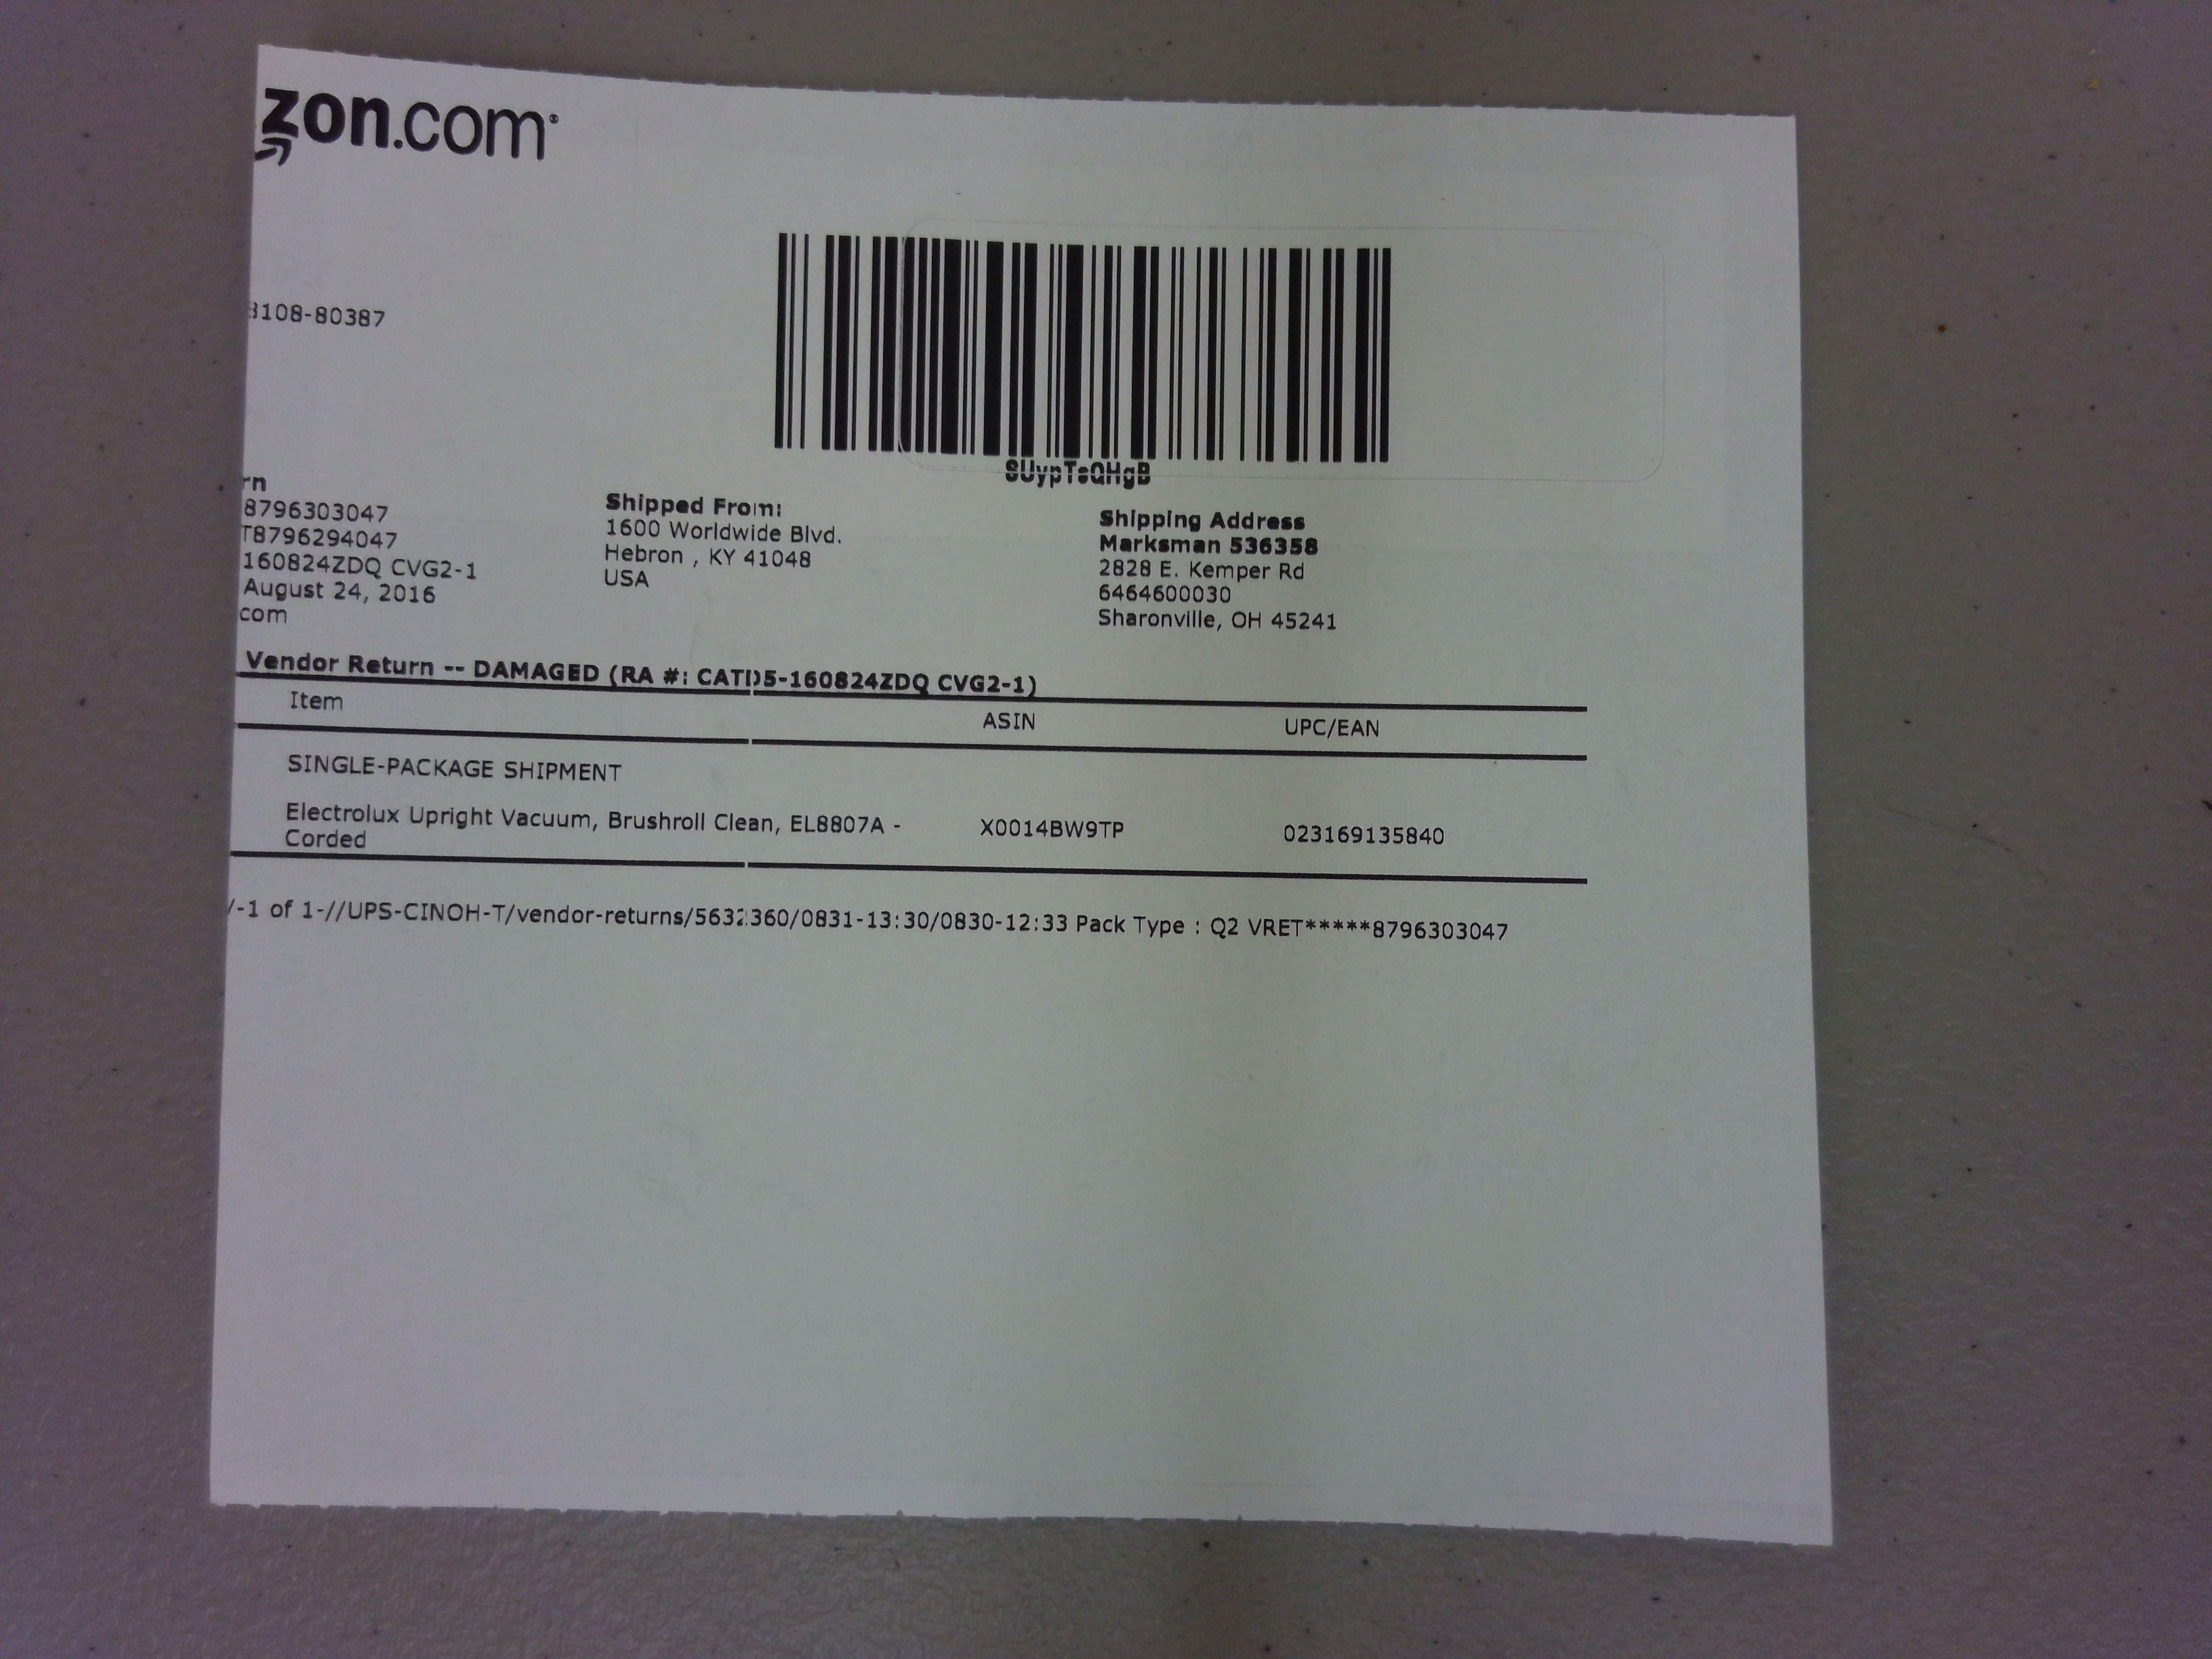 zon.com
3108-80387
8UypTsQHgB
rn
8796303047
T8796294047
160824ZDQ CVG2-1
August 24, 2016
com
Shipped From:
1600 Worldwide Blvd.
Hebron , KY 41048
USA
Shipping Address
Marksman 536358
2828 E. Kemper Rd
6464600030
Sharonville, OH 45241
Vendor Return -- DAMAGED (RA #: CATD5-160824ZDQ CVG2-1)
Item ASIN UPC/EAN
SINGLE-PACKAGE SHIPMENT
Electrolux Upright Vacuum, Brushroll Clean, EL8807A - X0014BW9TP 023169135840
Corded
/-1 of 1-//UPS-CINOH-T/vendor-returns/5632360/0831-13:30/0830-12:33 Pack Type : Q2 VRET*****8796303047